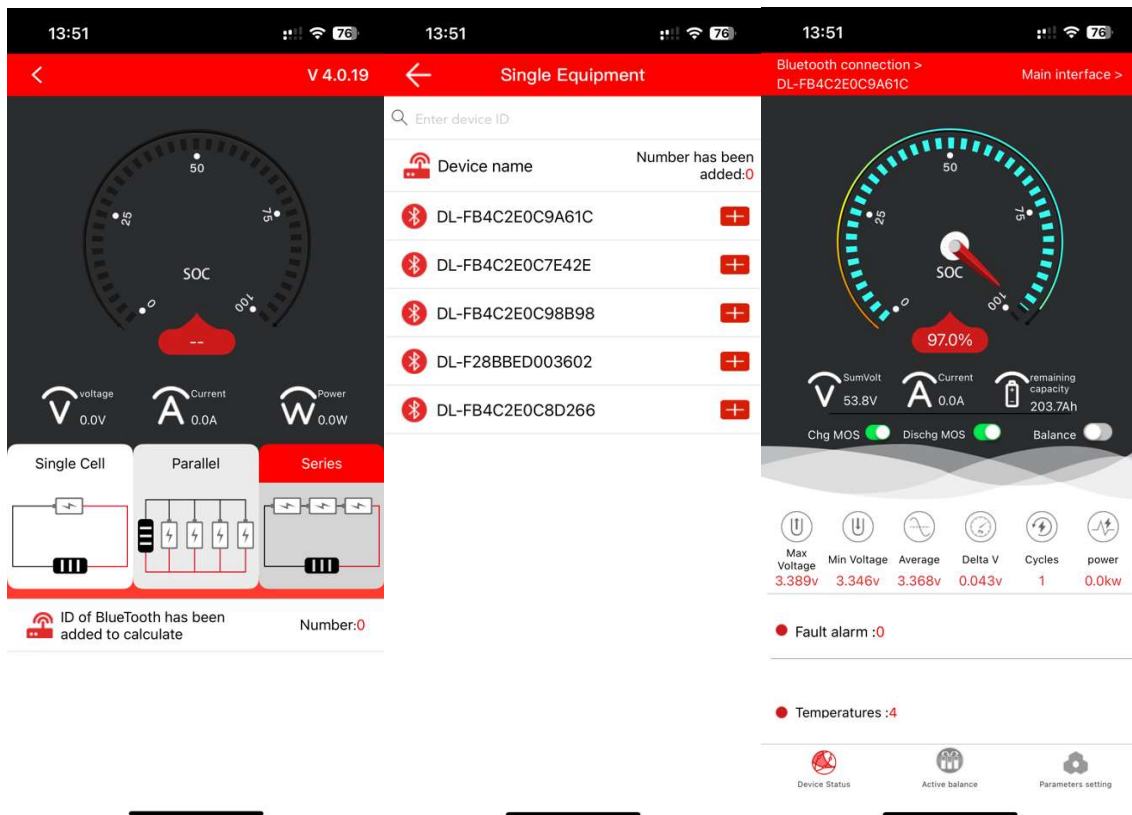 13:51
76
V 4.0.19
50
25
75
SOC
0
100
--
voltage
0.0V
Current
0.0A
Power
0.0W
Single Cell
Parallel
Series
ID of BlueTooth has been
added to calculate
Number:0
13:51
76
Single Equipment
Enter device ID
Device name
Number has been
added:0
DL-FB4C2E0C9A61C
DL-FB4C2E0C7E42E
DL-FB4C2E0C98B98
DL-F28BBED003602
DL-FB4C2E0C8D266
13:51
76
Bluetooth connection >
DL-FB4C2E0C9A61C
Main interface >
50
25
75
SOC
0
100
97.0%
SumVolt
53.8V
Current
0.0A
remaining
capacity
203.7Ah
Chg MOS
Dischg MOS
Balance
Max
Voltage
3.389v
Min Voltage
3.346v
Average
3.368v
Delta V
0.043v
Cycles
1
power
0.0kw
Fault alarm :0
Temperatures :4
Device Status
Active balance
Parameters setting